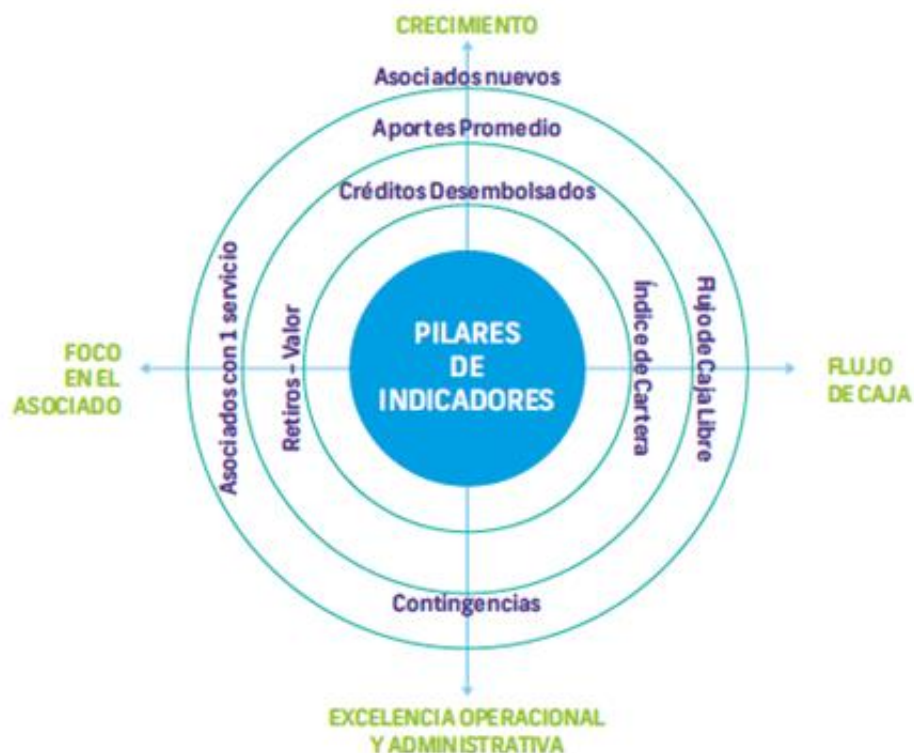 CRECIMIENTO
Asociados nuevos
Aportes Promedio
Créditos Desembolsados
Asociados con 1 servicio
Retiros - Valor
Índice de Cartera
Flujo de Caja Libre
PILARES
DE
INDICADORES
FOCO
EN EL
ASOCIADO
FLUJO
DE CAJA
Contingencias
EXCELENCIA OPERACIONAL
Y ADMINISTRATIVA